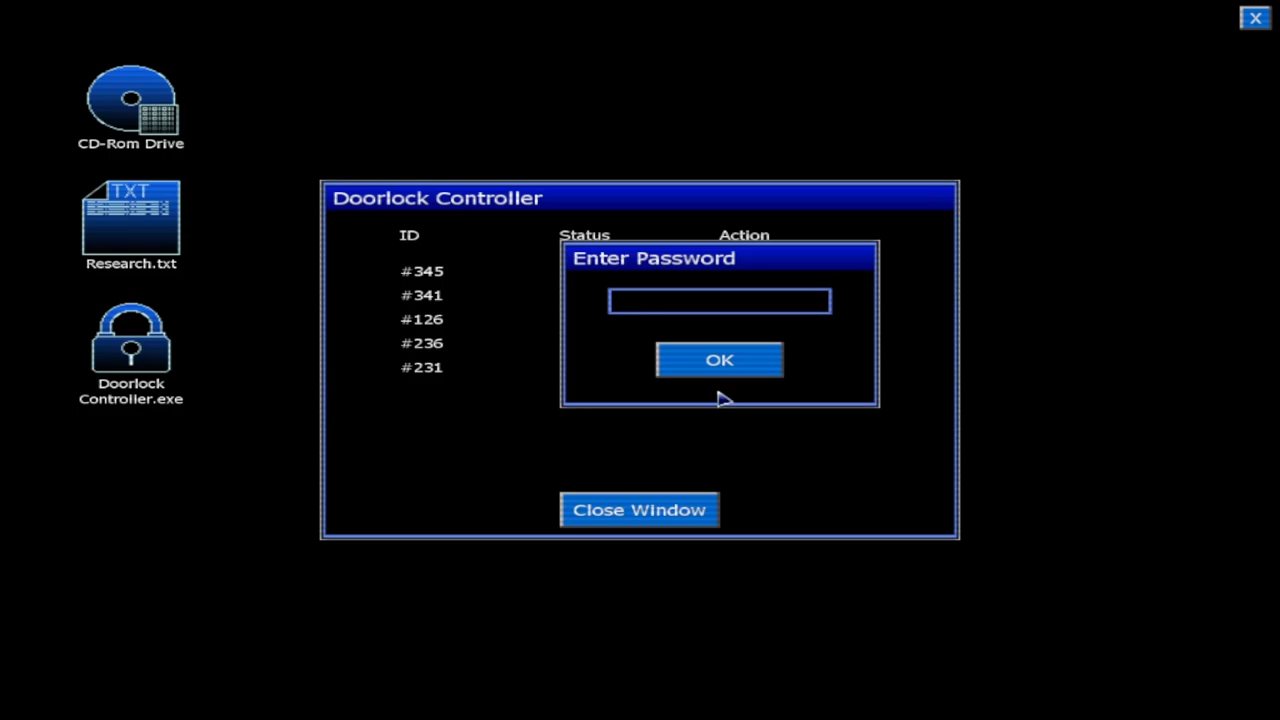 X
CD-Rom Drive
TXT
Research.txt
Doorlock
Controller.exe
Doorlock Controller
ID Status Action
#345
#341
#126
#236
#231
Enter Password
OK
Close Window